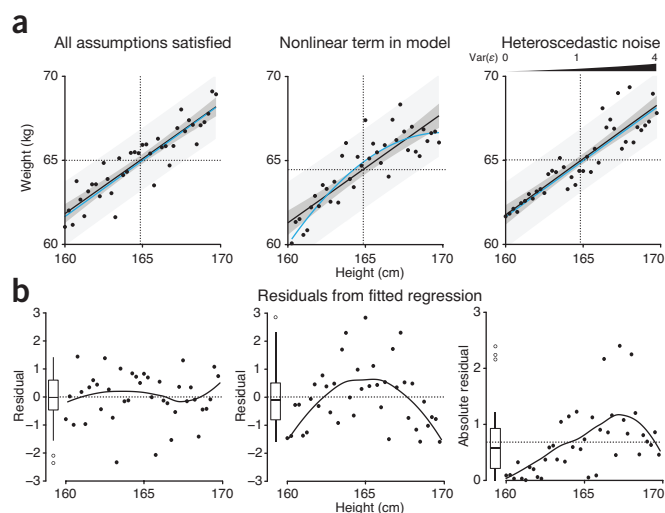 a
All assumptions satisfied
Nonlinear term in model
Heteroscedastic noise
Var(ε) 0 1 4
70 70 70
Weight (kg)
65 65 65
60 60 60
160 165 170 160 165 170 160 165 170
Height (cm)
b
Residuals from fitted regression
3 3 3
2 2
1 1 2
Residual Residual Absolute residual
0 0
–1 –1 1
–2 –2
–3 –3 0
160 165 170 160 165 170 160 165 170
Height (cm)